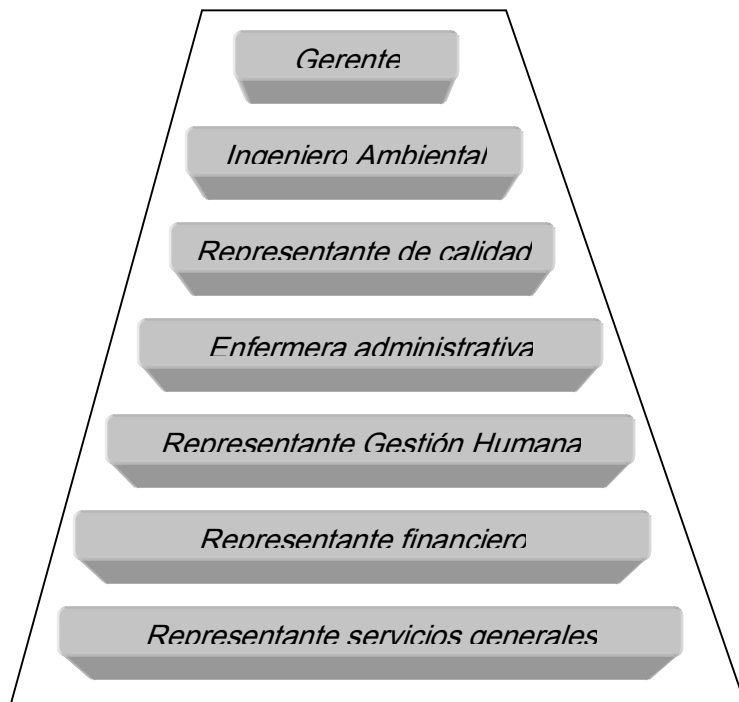 Gerente
Ingeniero Ambiental
Representante de calidad
Enfermera administrativa
Representante Gestión Humana
Representante financiero
Representante servicios generales